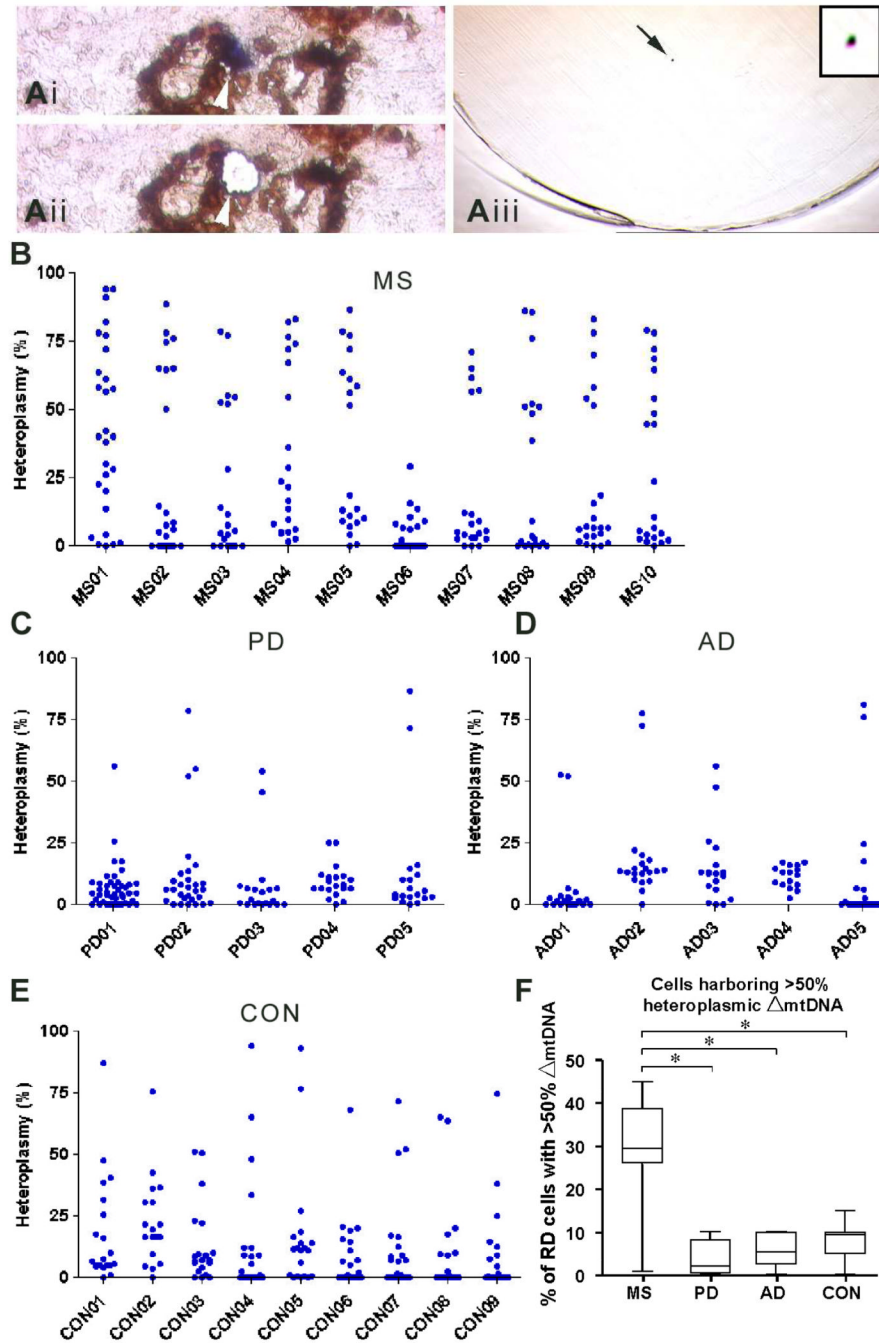 Ai
Aii
Aiii
B
MS
Heteroplasmy (%)
100
75
50
25
0
MS01 MS02 MS03 MS04 MS05 MS06 MS07 MS08 MS09 MS10
C
PD
Heteroplasmy (%)
100
75
50
25
0
PD01 PD02 PD03 PD04 PD05
D
AD
Heteroplasmy (%)
100
75
50
25
0
AD01 AD02 AD03 AD04 AD05
E
CON
Heteroplasmy (%)
100
75
50
25
0
CON01 CON02 CON03 CON04 CON05 CON06 CON07 CON08 CON09
F
Cells harboring >50%
heteroplasmic △mtDNA
% of RD cells with >50% △mtDNA
*
*
*
50
40
30
20
10
0
MS PD AD CON